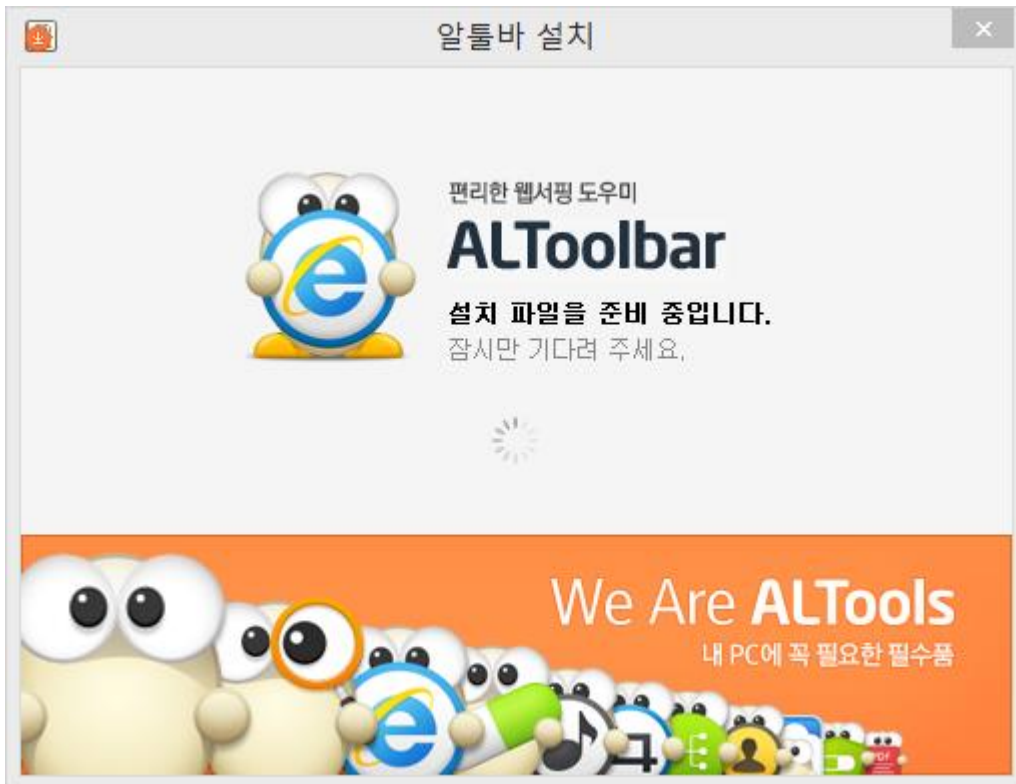 알툴바 설치
편리한 웹서핑 도우미
ALToolbar
설치 파일을 준비 중입니다.
잠시만 기다려 주세요.
We Are ALTools
내 PC에 꼭 필요한 필수품
PDF